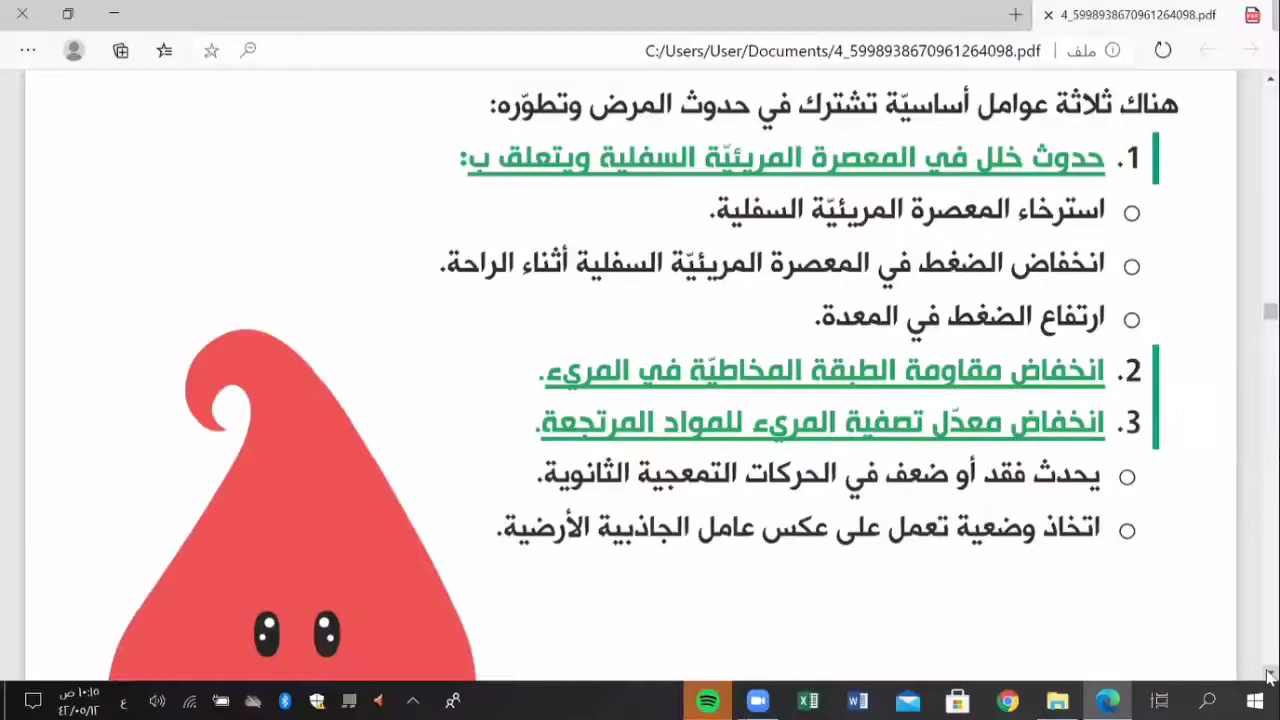 4_5998938670961264098.pdf
C:/Users/User/Documents/4_5998938670961264098.pdf | ملف
هناك ثلاثة عوامل أساسيّة تشترك في حدوث المرض وتطوّره:
1. حدوث خلل في المعصرة المريئيّة السفلية ويتعلق ب:
استرخاء المعصرة المريئيّة السفلية.
انخفاض الضغط في المعصرة المريئيّة السفلية أثناء الراحة.
ارتفاع الضغط في المعدة.
2. انخفاض مقاومة الطبقة المخاطيّة في المريء.
3. انخفاض معدّل تصفية المريء للمواد المرتجعة.
يحدث فقد أو ضعف في الحركات التمعجية الثانوية.
اتخاذ وضعية تعمل على عكس عامل الجاذبية الأرضية.
ع
١٠:١٥ ص